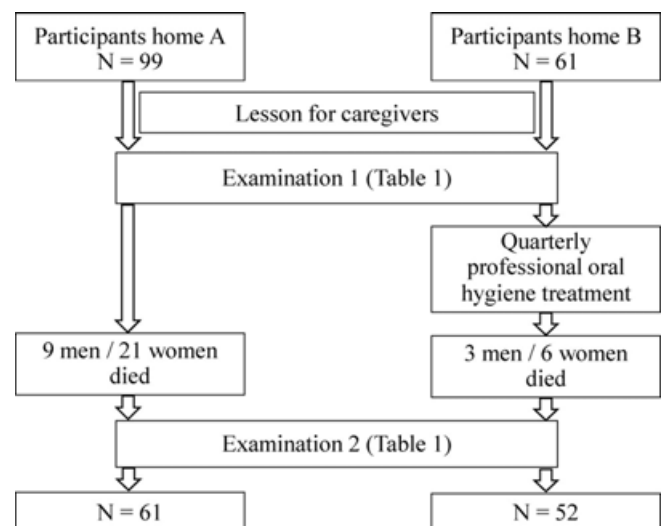 Participants home A
N = 99
Participants home B
N = 61
Lesson for caregivers
Examination 1 (Table 1)
Quarterly
professional oral
hygiene treatment
9 men / 21 women
died
3 men / 6 women
died
Examination 2 (Table 1)
N = 61
N = 52